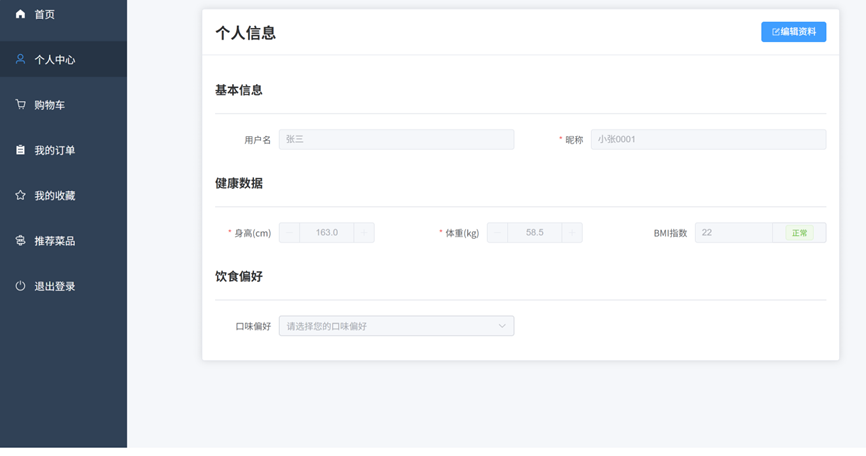 首页
个人中心
购物车
我的订单
我的收藏
推荐菜品
退出登录
个人信息
编辑资料
基本信息
用户名 张三 * 昵称 小张0001
健康数据
* 身高(cm) − 163.0 + * 体重(kg) − 58.5 + BMI指数 22 正常
饮食偏好
口味偏好 请选择您的口味偏好